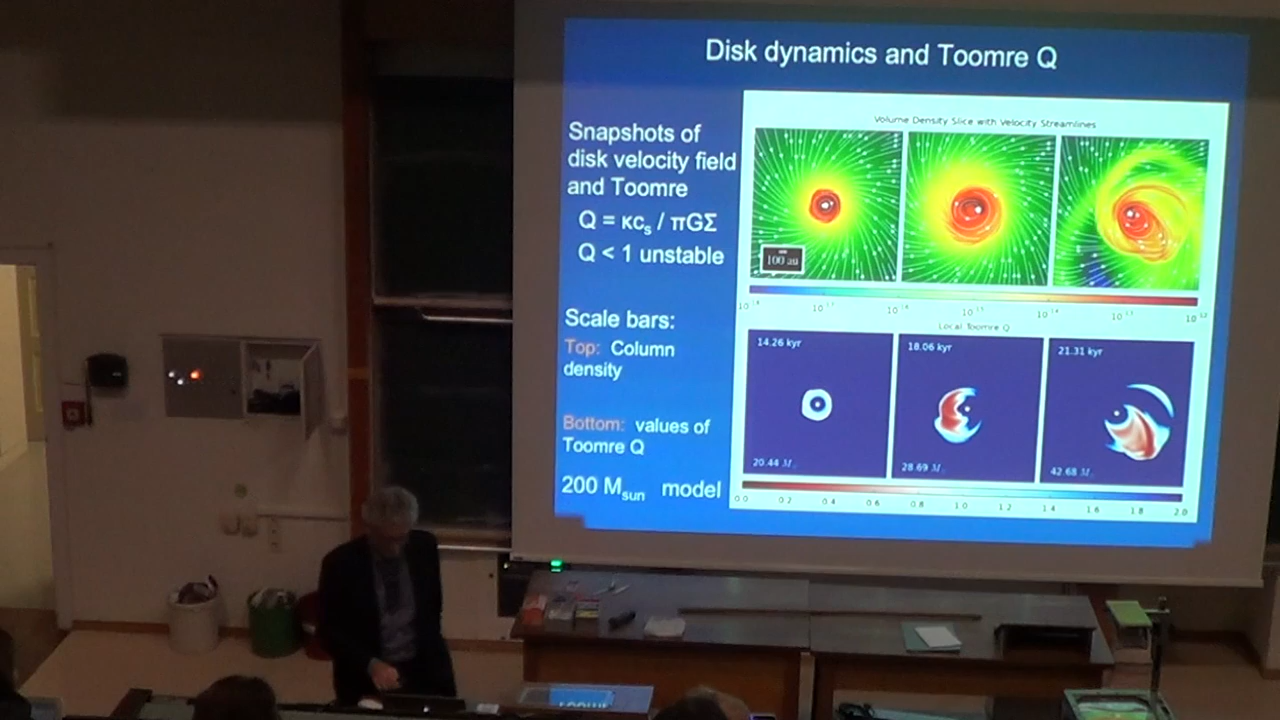 Disk dynamics and Toomre Q
Snapshots of
disk velocity field
and Toomre
Q = κcs / πGΣ
Q < 1 unstable
Scale bars:
Top: Column
density
Bottom: values of
Toomre Q
200 Msun model
Volume Density Slice with Velocity Streamlines
100 au
Local Toomre Q
14.26 kyr
18.06 kyr
21.31 kyr
20.44 M
28.69 M
42.68 M
0.0 0.2 0.4 0.6 0.8 1.0 1.2 1.4 1.6 1.8 2.0